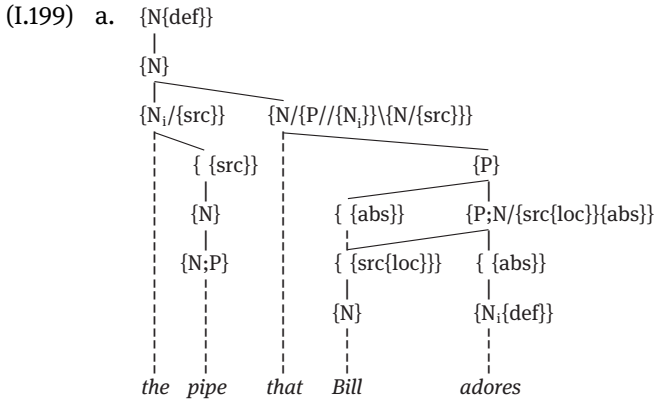 (I.199) a. {N{def}}
{N}
{Nᵢ/{src}} {N/{P//{Nᵢ}}\{N/{src}}}
{ {src}} {P}
{N} { {abs}} {P;N/{src{loc}}{abs}}
{N;P} { {src{loc}}} { {abs}}
{N} {Nᵢ{def}}
the pipe that Bill adores